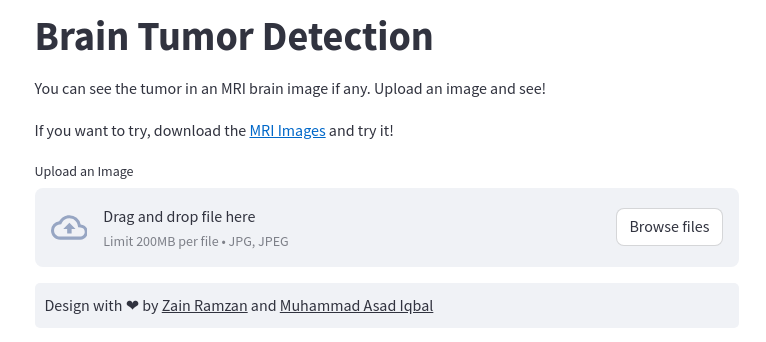 Brain Tumor Detection
You can see the tumor in an MRI brain image if any. Upload an image and see!
If you want to try, download the MRI Images and try it!
Upload an Image
Drag and drop file here
Limit 200MB per file • JPG, JPEG
Browse files
Design with ❤ by Zain Ramzan and Muhammad Asad Iqbal